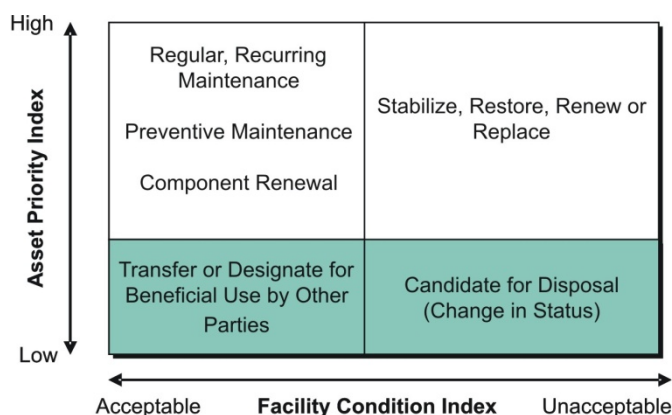 High
Asset Priority Index
Low
Regular, Recurring
Maintenance
Preventive Maintenance
Component Renewal
Stabilize, Restore, Renew or
Replace
Transfer or Designate for
Beneficial Use by Other
Parties
Candidate for Disposal
(Change in Status)
Acceptable
Facility Condition Index
Unacceptable